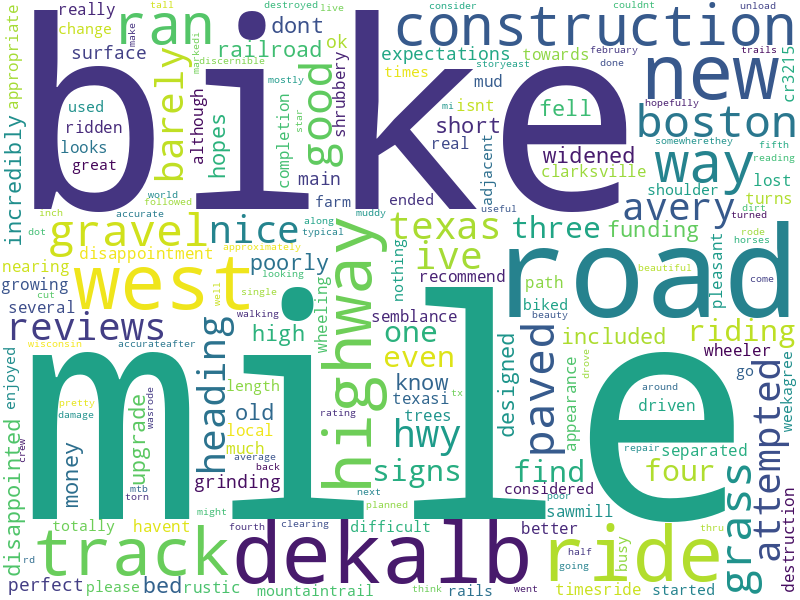 bike
mile
road
west
dekalb
ride
track
highway
new
construction
boston
way
ran
good
barely
gravel
nice
texas
ive
avery
three
funding
hwy
signs
paved
heading
grass
attempted
four
find
riding
reviews
even
one
know
high
old
poorly
really
change
surface
railroad
dont
ok
expectations
towards
times
mud
isnt
short
real
fell
widened
clarksville
shoulder
lost
turns
appropriate
incredibly
used
ridden
looks
great
although
hopes
completion
shrubbery
main
farm
ended
adjacent
tall
destroyed
live
consider
couldnt
unload
make
discernible
markedi
mostly
storyeast
february
done
trails
hopefully
cr3215
somewherethey
fifth
reading
world
followed
accurate
inch
dot
muddy
along
typical
approximately
useful
star
mi
dirt
turned
rode
horses
come
pleasant
disappointment
nearing
growing
several
cut
looking
well
single
walking
wheeling
nothing
recommend
semblance
path
biked
beautiful
beauty
included
wheeler
go
designed
appearance
drove
driven
around
separated
repair
enjoyed
wisconsin
accurateafter
pretty
damage
wasrode
length
local
much
rating
average
back
texasi
trees
grinding
considered
next
planned
sawmill
poor
better
difficult
disappointed
money
upgrade
mtb
torn
crew
totally
havent
might
fourth
clearing
rd
perfect
please
bed
rustic
mountaintrail
rails
think
went
going
half
busy
thru
timesride
started
destruction
weekagree
tx